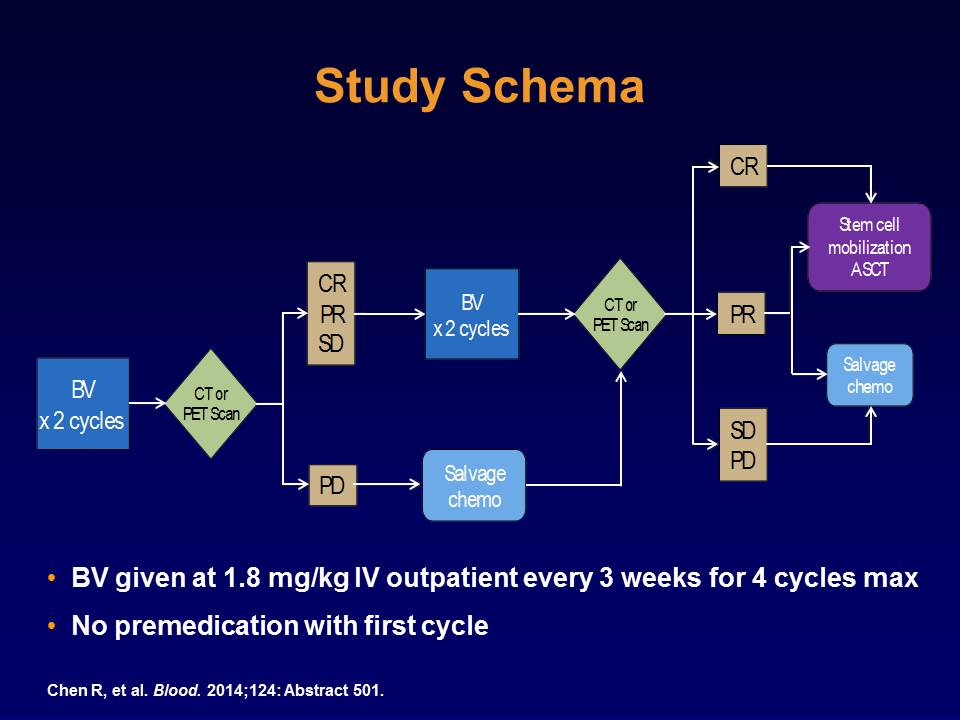 Study Schema
BV
x 2 cycles
CT or
PET Scan
CR
PR
SD
PD
BV
x 2 cycles
Salvage
chemo
CT or
PET Scan
CR
PR
SD
PD
Stem cell
mobilization
ASCT
Salvage
chemo
• BV given at 1.8 mg/kg IV outpatient every 3 weeks for 4 cycles max
• No premedication with first cycle
Chen R, et al. Blood. 2014;124: Abstract 501.